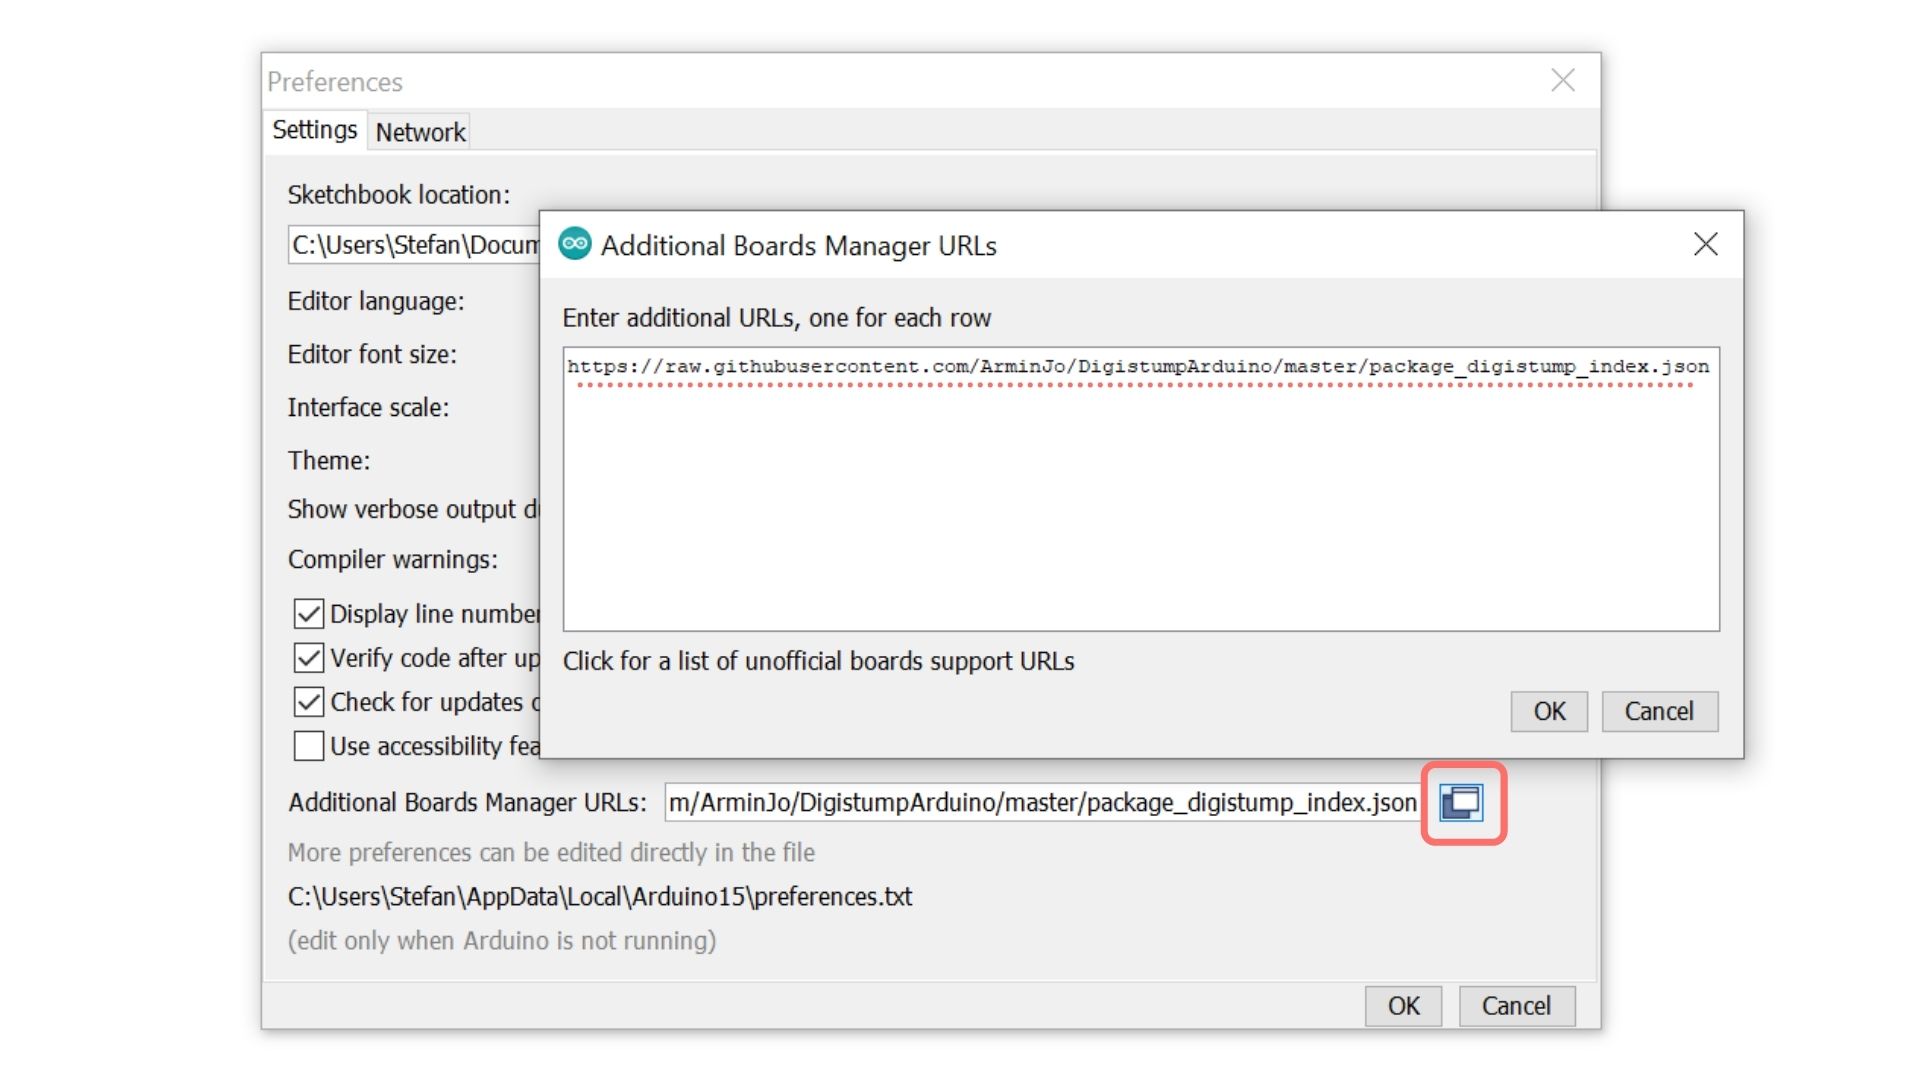 Preferences
Settings Network
Sketchbook location:
C:\Users\Stefan\Docum
Editor language:
Editor font size:
Interface scale:
Theme:
Show verbose output
Compiler warnings:
Display line number
Verify code after up
Check for updates
Use accessibility fea
Additional Boards Manager URLs
Enter additional URLs, one for each row
https://raw.githubusercontent.com/ArminJo/DigistumpArduino/master/package_digistump_index.json
Click for a list of unofficial boards support URLs
OK Cancel
Additional Boards Manager URLs: m/ArminJo/DigistumpArduino/master/package_digistump_index.json
More preferences can be edited directly in the file
C:\Users\Stefan\AppData\Local\Arduino15\preferences.txt
(edit only when Arduino is not running)
OK Cancel